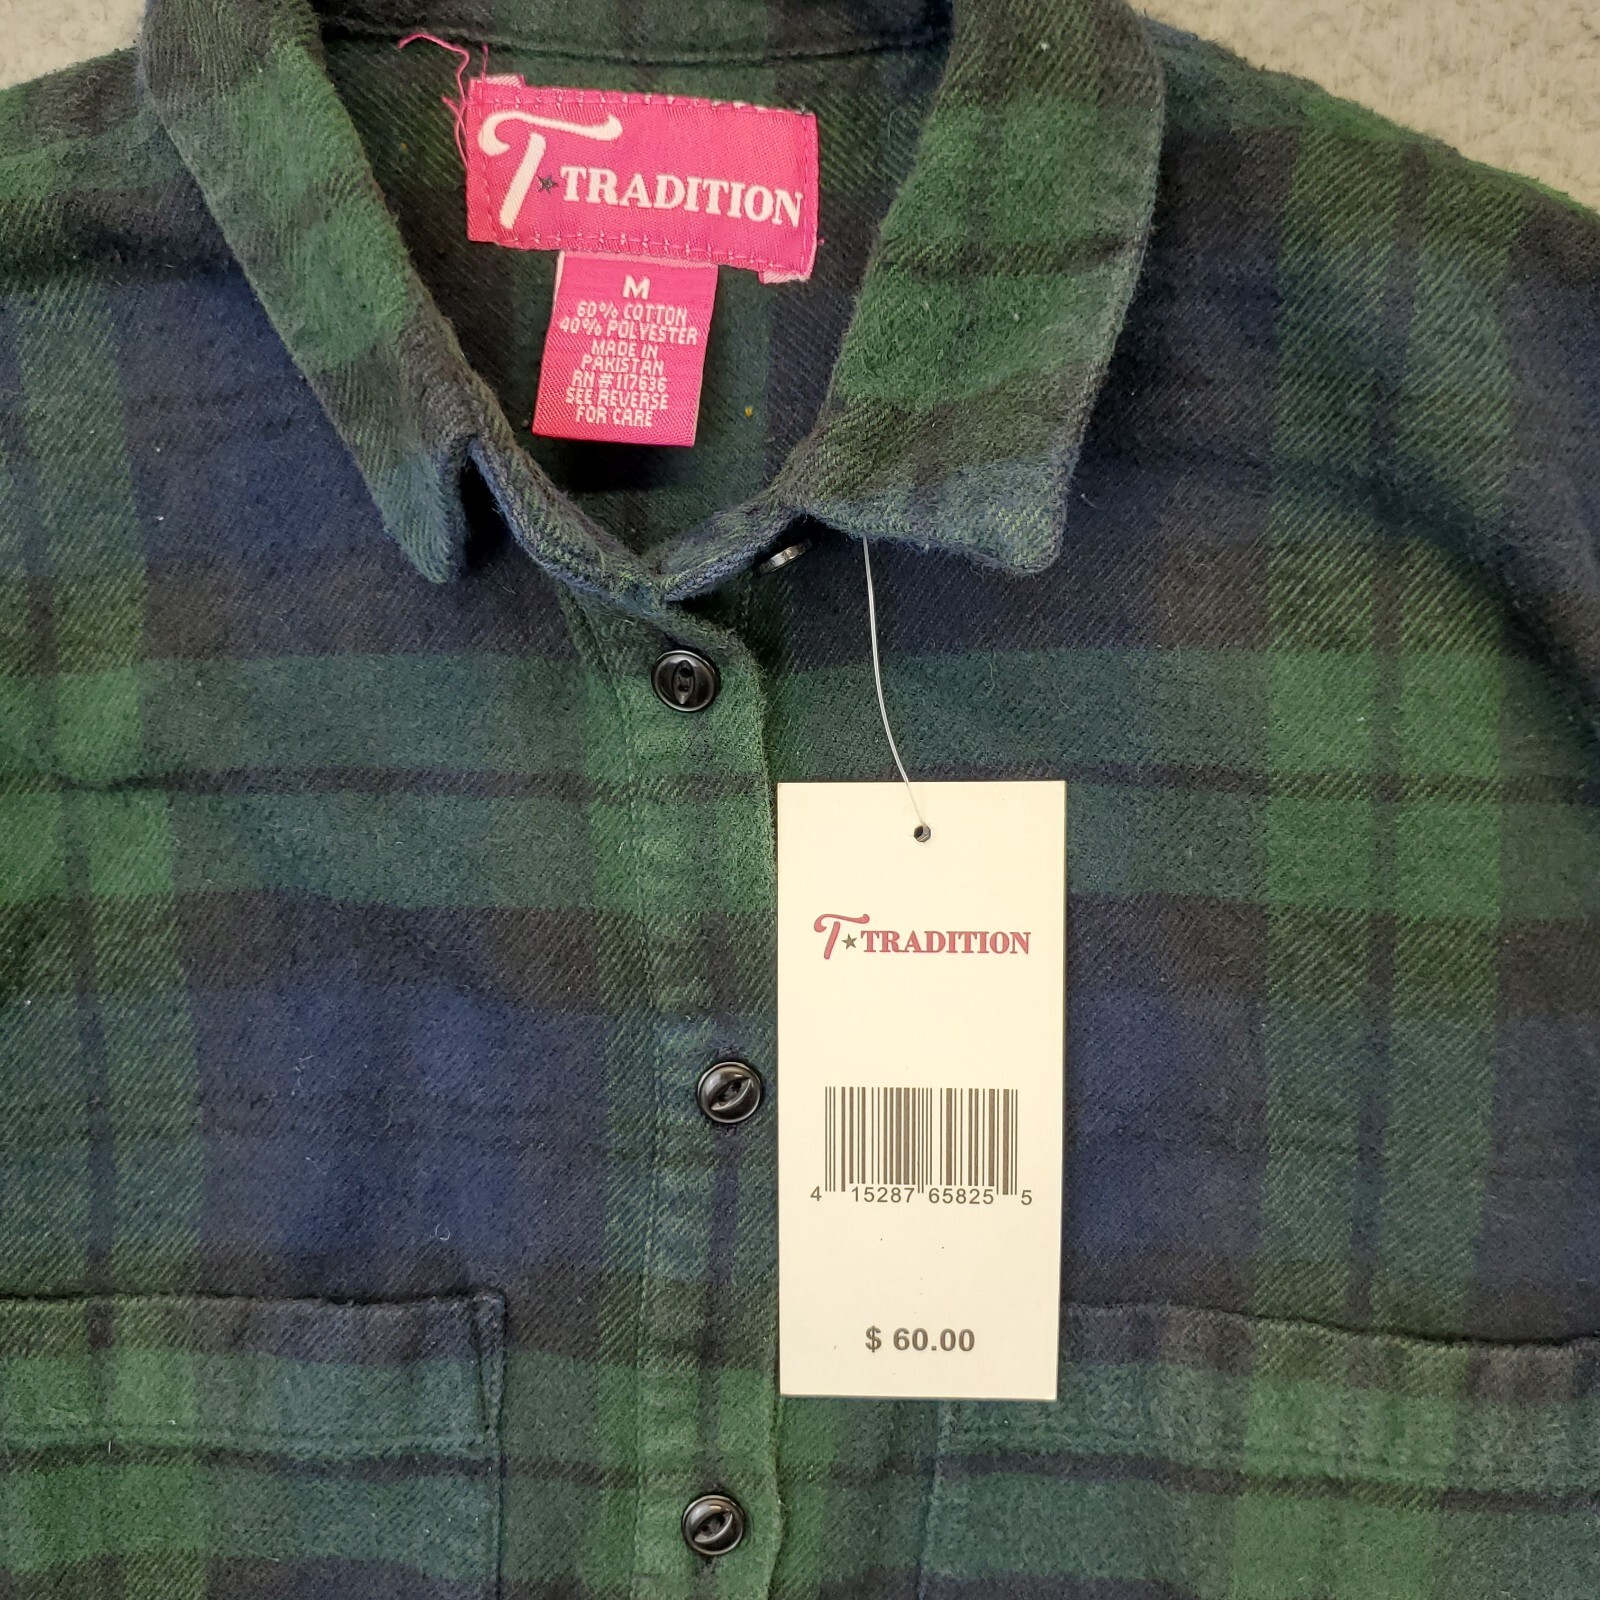 T★TRADITION
M
60% COTTON
40% POLYESTER
MADE IN
PAKISTAN
RN #117636
SEE REVERSE
FOR CARE
T★TRADITION
4 15287 65825 5
$ 60.00